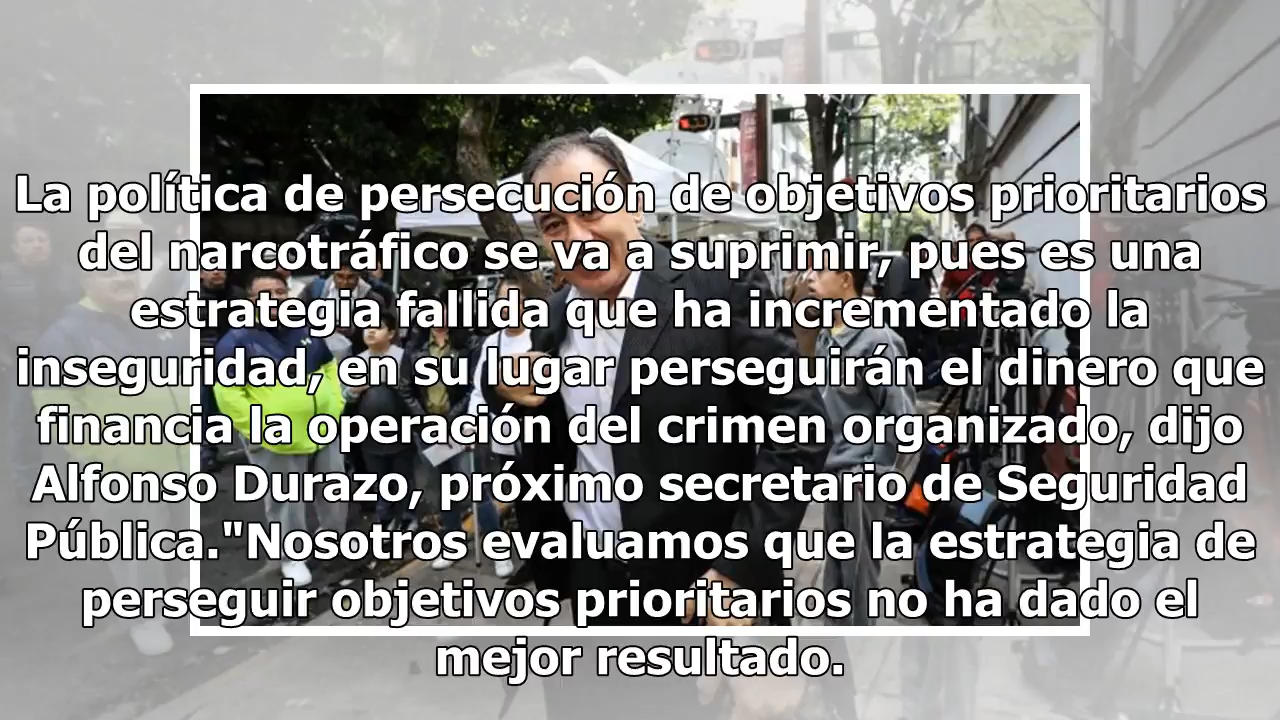 La política de persecución de objetivos prioritarios
del narcotráfico se va a suprimir, pues es una
estrategia fallida que ha incrementado la
inseguridad, en su lugar perseguirán el dinero que
financia la operación del crimen organizado, dijo
Alfonso Durazo, próximo secretario de Seguridad
Pública."Nosotros evaluamos que la estrategia de
perseguir objetivos prioritarios no ha dado el
mejor resultado.